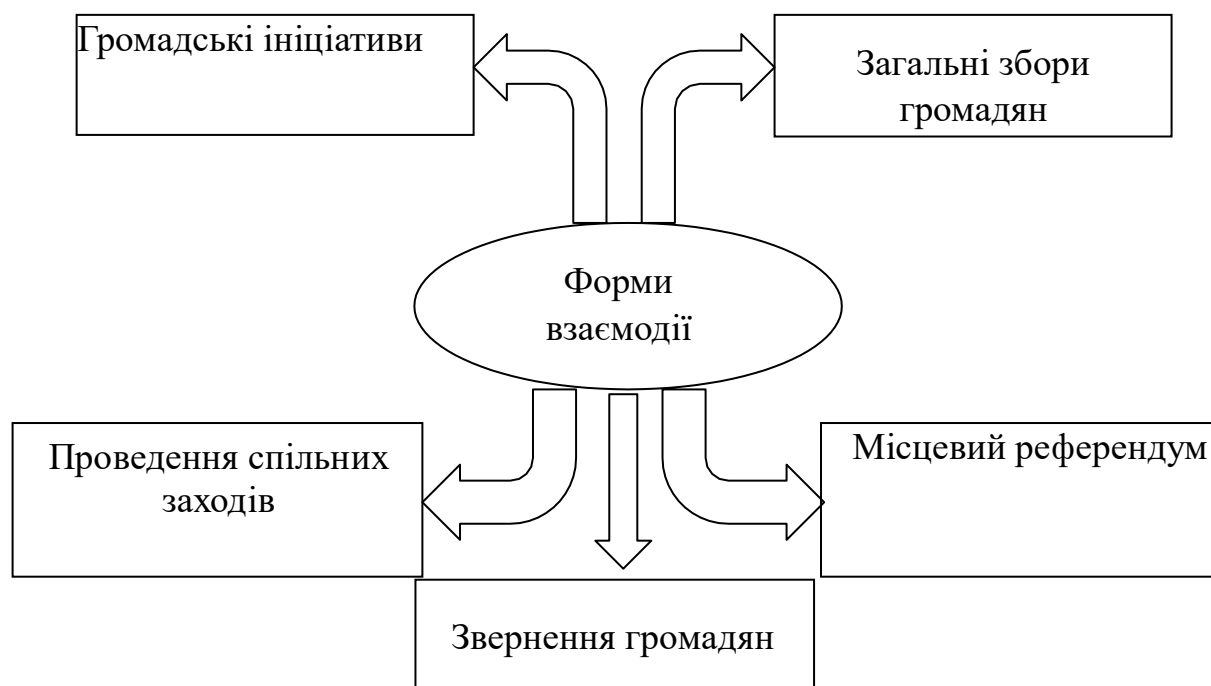 Громадські ініціативи
Загальні збори
громадян
Форми
взаємодії
Проведення спільних
заходів
Місцевий референдум
Звернення громадян